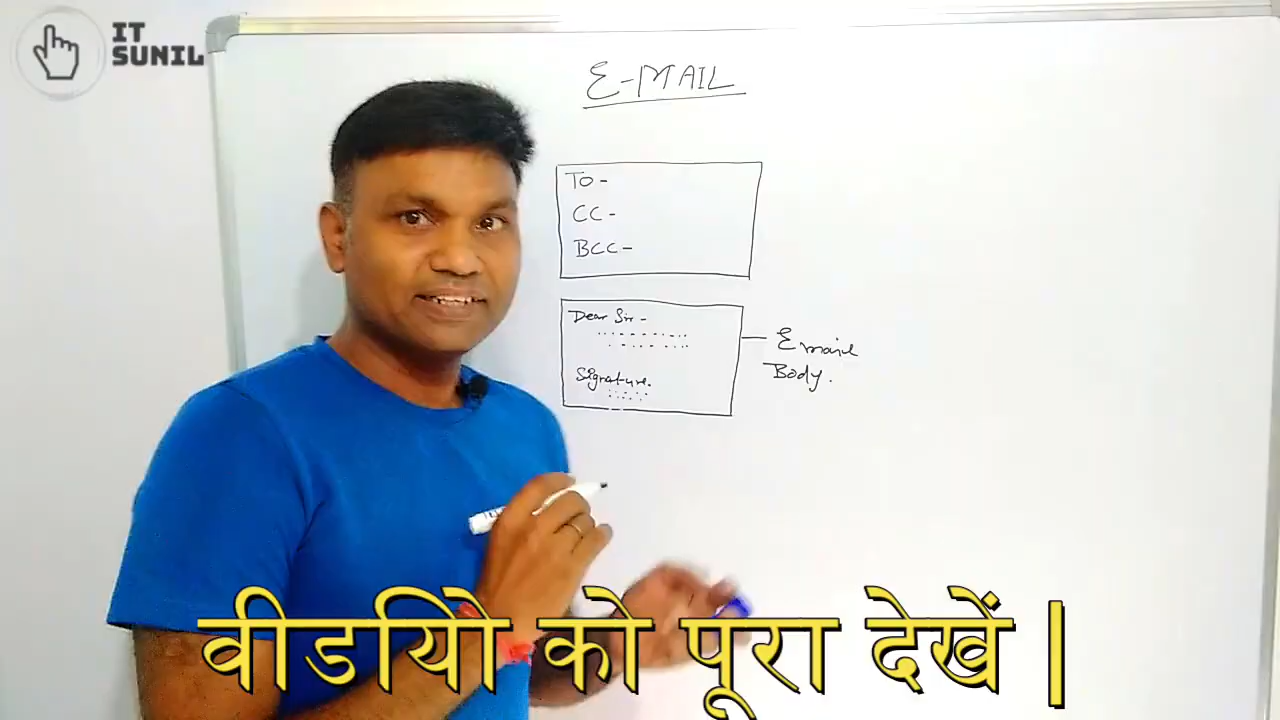 IT
SUNIL
E-MAIL
TO-
CC-
BCC-
Dear Sir-
Signature.
Email
Body.
वीडियो को पूरा देखें |